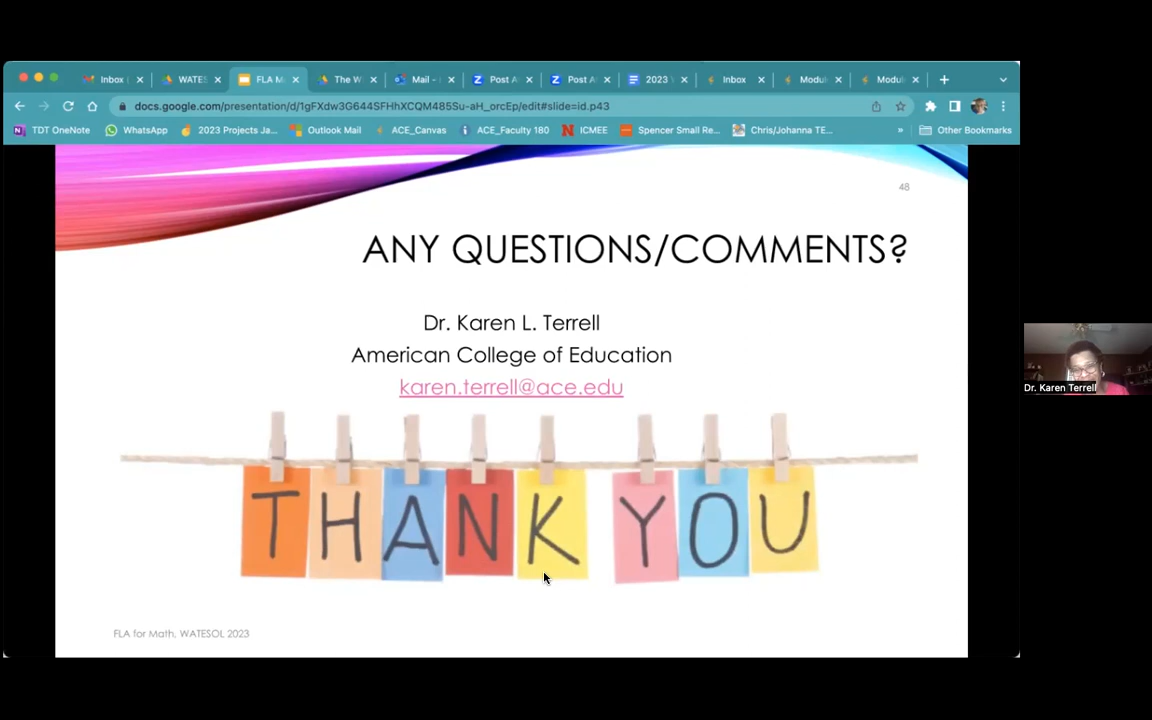 Inbox (
WATES
FLA M
The W
Mail -
Post A
Post A
2023
Inbox
Modul
Modul
docs.google.com/presentation/d/1gFXdw3G644SFHhXCQM485Su-aH_orcEp/edit#slide=id.p43
TDT OneNote
WhatsApp
2023 Projects Ja...
Outlook Mail
ACE_Canvas
ACE_Faculty 180
ICMEE
Spencer Small Re...
Chris/Johanna TE...
»
Other Bookmarks
48
ANY QUESTIONS/COMMENTS?
Dr. Karen L. Terrell
American College of Education
karen.terrell@ace.edu
THANK YOU
FLA for Math, WATESOL 2023
Dr. Karen Terrell